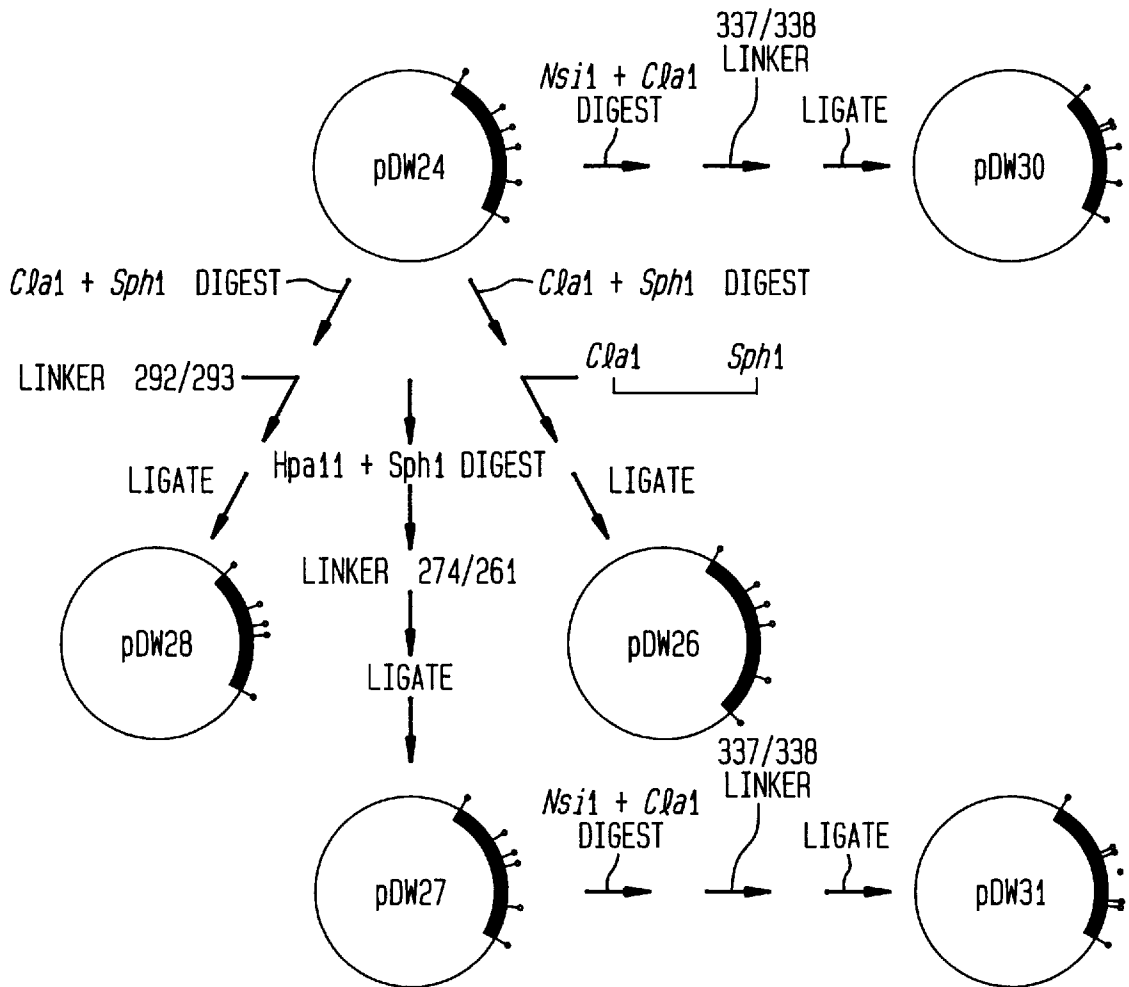 337/338
LINKER
Nsi1 + Cla1
DIGEST
LIGATE
pDW24
pDW30
Cla1 + Sph1 DIGEST
Cla1 + Sph1 DIGEST
LINKER 292/293
Cla1 Sph1
Hpa11 + Sph1 DIGEST
LIGATE
LIGATE
LINKER 274/261
pDW28
pDW26
LIGATE
337/338
LINKER
Nsi1 + Cla1
DIGEST
LIGATE
pDW27
pDW31